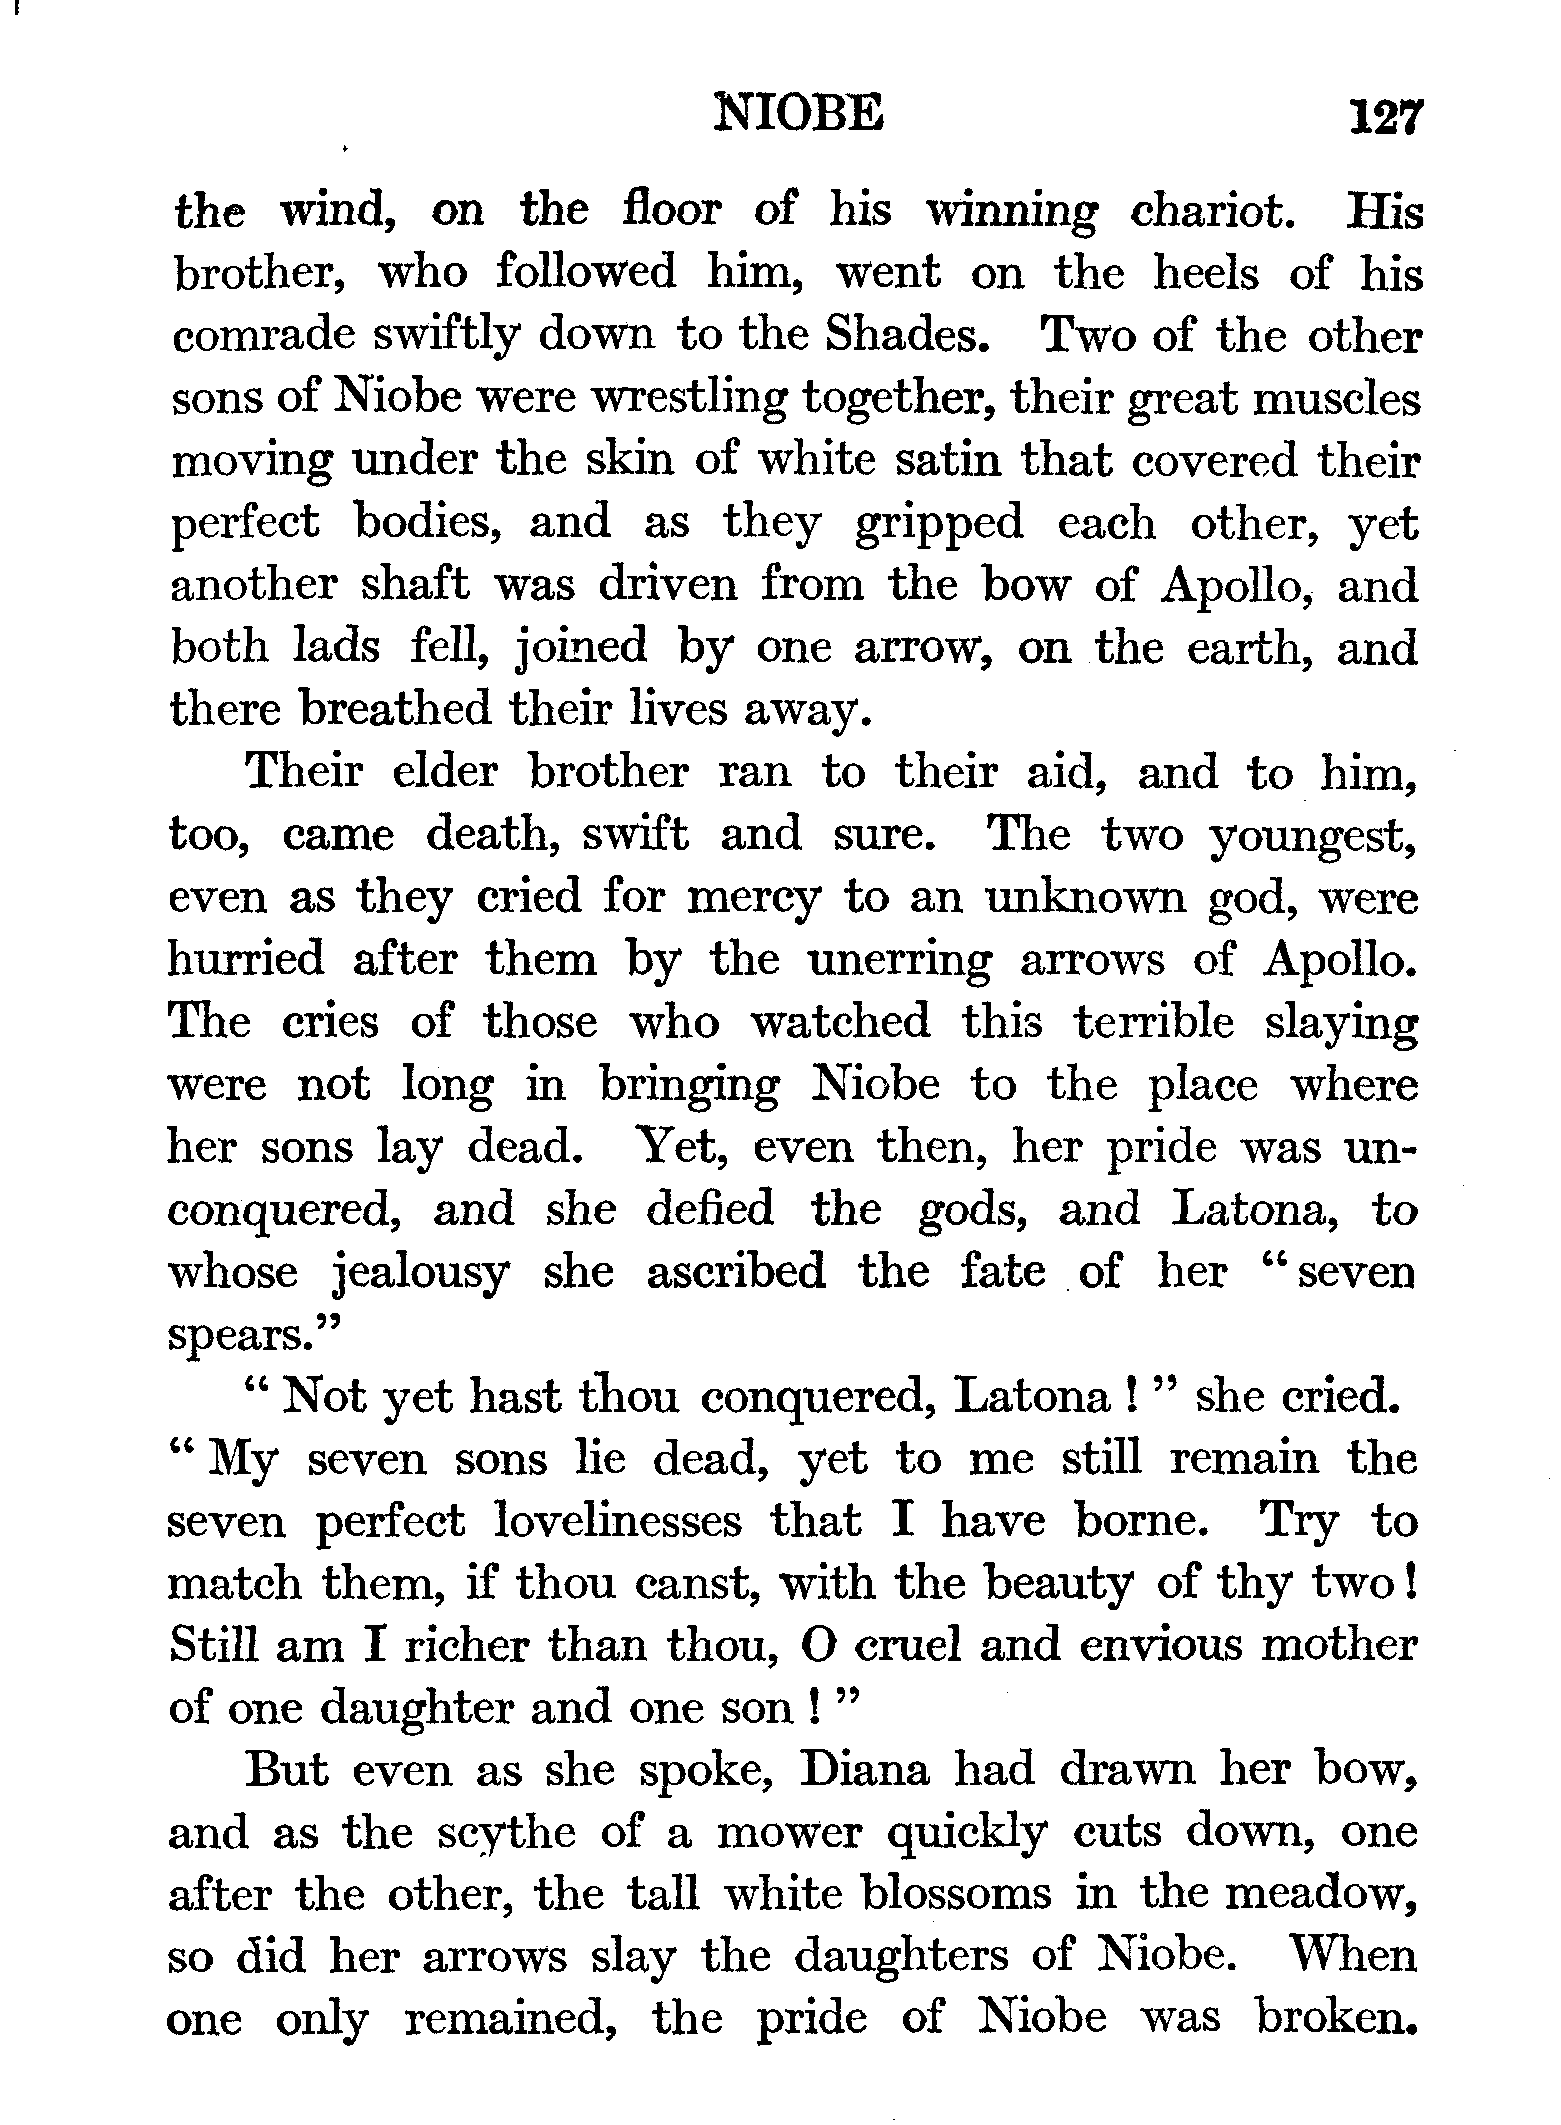 NIOBE 127
the wind, on the floor of his winning chariot. His
brother, who followed him, went on the heels of his
comrade swiftly down to the Shades. Two of the other
sons of Niobe were wrestling together, their great muscles
moving under the skin of white satin that covered their
perfect bodies, and as they gripped each other, yet
another shaft was driven from the bow of Apollo, and
both lads fell, joined by one arrow, on the earth, and
there breathed their lives away.
Their elder brother ran to their aid, and to him,
too, came death, swift and sure. The two youngest,
even as they cried for mercy to an unknown god, were
hurried after them by the unerring arrows of Apollo.
The cries of those who watched this terrible slaying
were not long in bringing Niobe to the place where
her sons lay dead. Yet, even then, her pride was un-
conquered, and she defied the gods, and Latona, to
whose jealousy she ascribed the fate of her “ seven
spears.”
“ Not yet hast thou conquered, Latona ! ” she cried.
“ My seven sons lie dead, yet to me still remain the
seven perfect lovelinesses that I have borne. Try to
match them, if thou canst, with the beauty of thy two !
Still am I richer than thou, O cruel and envious mother
of one daughter and one son ! ”
But even as she spoke, Diana had drawn her bow,
and as the scythe of a mower quickly cuts down, one
after the other, the tall white blossoms in the meadow,
so did her arrows slay the daughters of Niobe. When
one only remained, the pride of Niobe was broken.